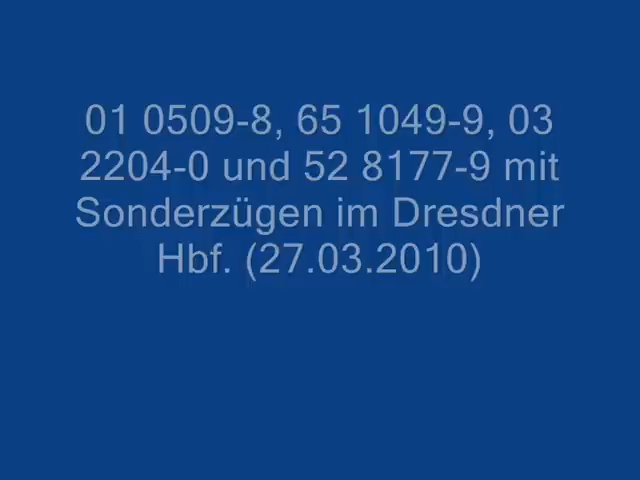 01 0509-8, 65 1049-9, 03
2204-0 und 52 8177-9 mit
Sonderzügen im Dresdner
Hbf. (27.03.2010)